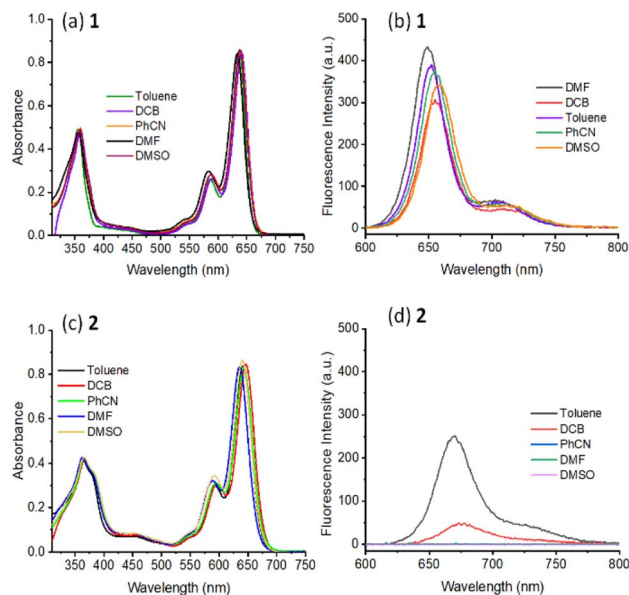 (a) 1
Absorbance
1.0
0.8
0.6
0.4
0.2
0.0
Toluene
DCB
PhCN
DMF
DMSO
350 400 450 500 550 600 650 700 750
Wavelength (nm)
(b) 1
Fluorescence Intensity (a.u.)
500
400
300
200
100
0
DMF
DCB
Toluene
PhCN
DMSO
600 650 700 750 800
Wavelength (nm)
(c) 2
Absorbance
1.0
0.8
0.6
0.4
0.2
0.0
Toluene
DCB
PhCN
DMF
DMSO
350 400 450 500 550 600 650 700 750
Wavelength (nm)
(d) 2
Fluorescence Intensity (a.u.)
500
400
300
200
100
0
Toluene
DCB
PhCN
DMF
DMSO
600 650 700 750 800
Wavelength (nm)